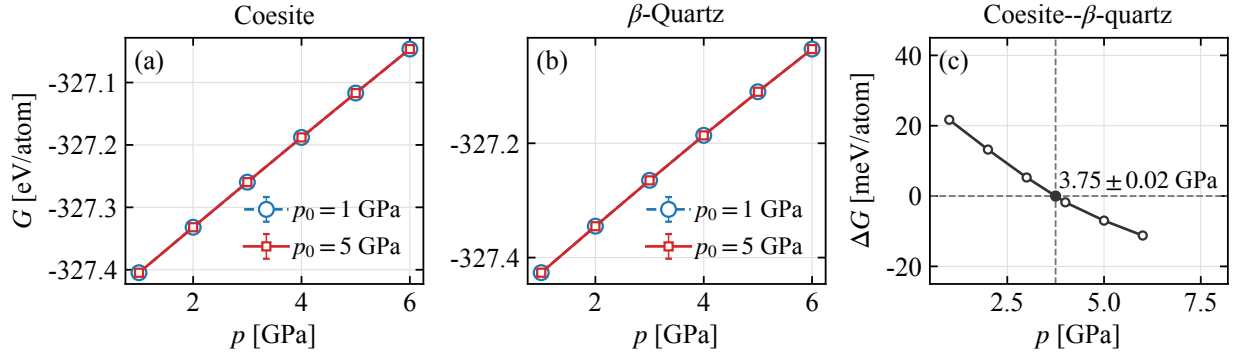 Coesite
(a)
G [eV/atom]
-327.1
-327.2
-327.3
-327.4
p₀ = 1 GPa
p₀ = 5 GPa
2
4
6
p [GPa]
β-Quartz
(b)
-327.2
-327.4
p₀ = 1 GPa
p₀ = 5 GPa
2
4
6
p [GPa]
Coesite--β-quartz
(c)
ΔG [meV/atom]
40
20
0
-20
3.75 ± 0.02 GPa
2.5
5.0
7.5
p [GPa]